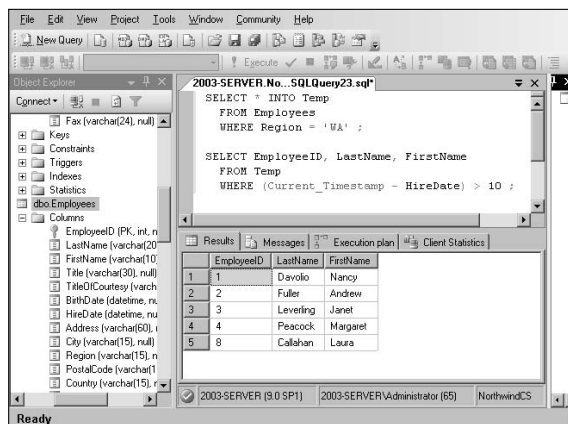 File Edit View Project Tools Window Community Help
New Query
Execute
Object Explorer
Connect
Fax (varchar(24), null)
Keys
Constraints
Triggers
Indexes
Statistics
dbo.Employees
Columns
EmployeeID (PK, int, n
LastName (varchar(20
FirstName (varchar(10
Title (varchar(30), null)
TitleOfCourtesy (varch
BirthDate (datetime, nu
HireDate (datetime, nu
Address (varchar(60),
City (varchar(15), null)
Region (varchar(15), n
PostalCode (varchar(1
Country (varchar(15),
2003-SERVER.No...SQLQuery23.sql*
SELECT * INTO Temp
FROM Employees
WHERE Region = 'WA' ;
SELECT EmployeeID, LastName, FirstName
FROM Temp
WHERE (Current_Timestamp - HireDate) > 10 ;
Results Messages Execution plan Client Statistics
EmployeeID LastName FirstName
1 1 Davolio Nancy
2 2 Fuller Andrew
3 3 Leverling Janet
4 4 Peacock Margaret
5 8 Callahan Laura
2003-SERVER (9.0 SP1) 2003-SERVER\Administrator (65) NorthwindCS
Ready